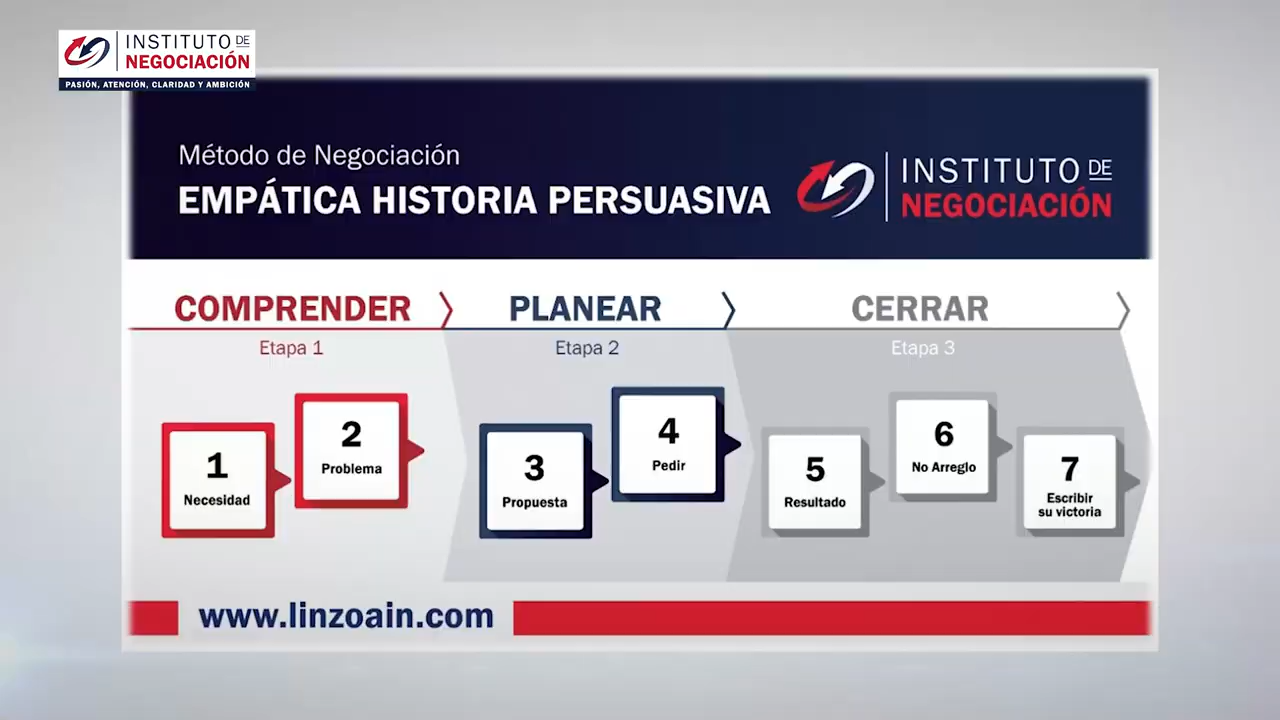 INSTITUTO DE
NEGOCIACIÓN
PASIÓN, ATENCIÓN, CLARIDAD Y AMBICIÓN
Método de Negociación
EMPÁTICA HISTORIA PERSUASIVA
INSTITUTO DE
NEGOCIACIÓN
COMPRENDER
Etapa 1
PLANEAR
Etapa 2
CERRAR
Etapa 3
1
Necesidad
2
Problema
3
Propuesta
4
Pedir
5
Resultado
6
No Arreglo
7
Escribir
su victoria
www.linzoain.com